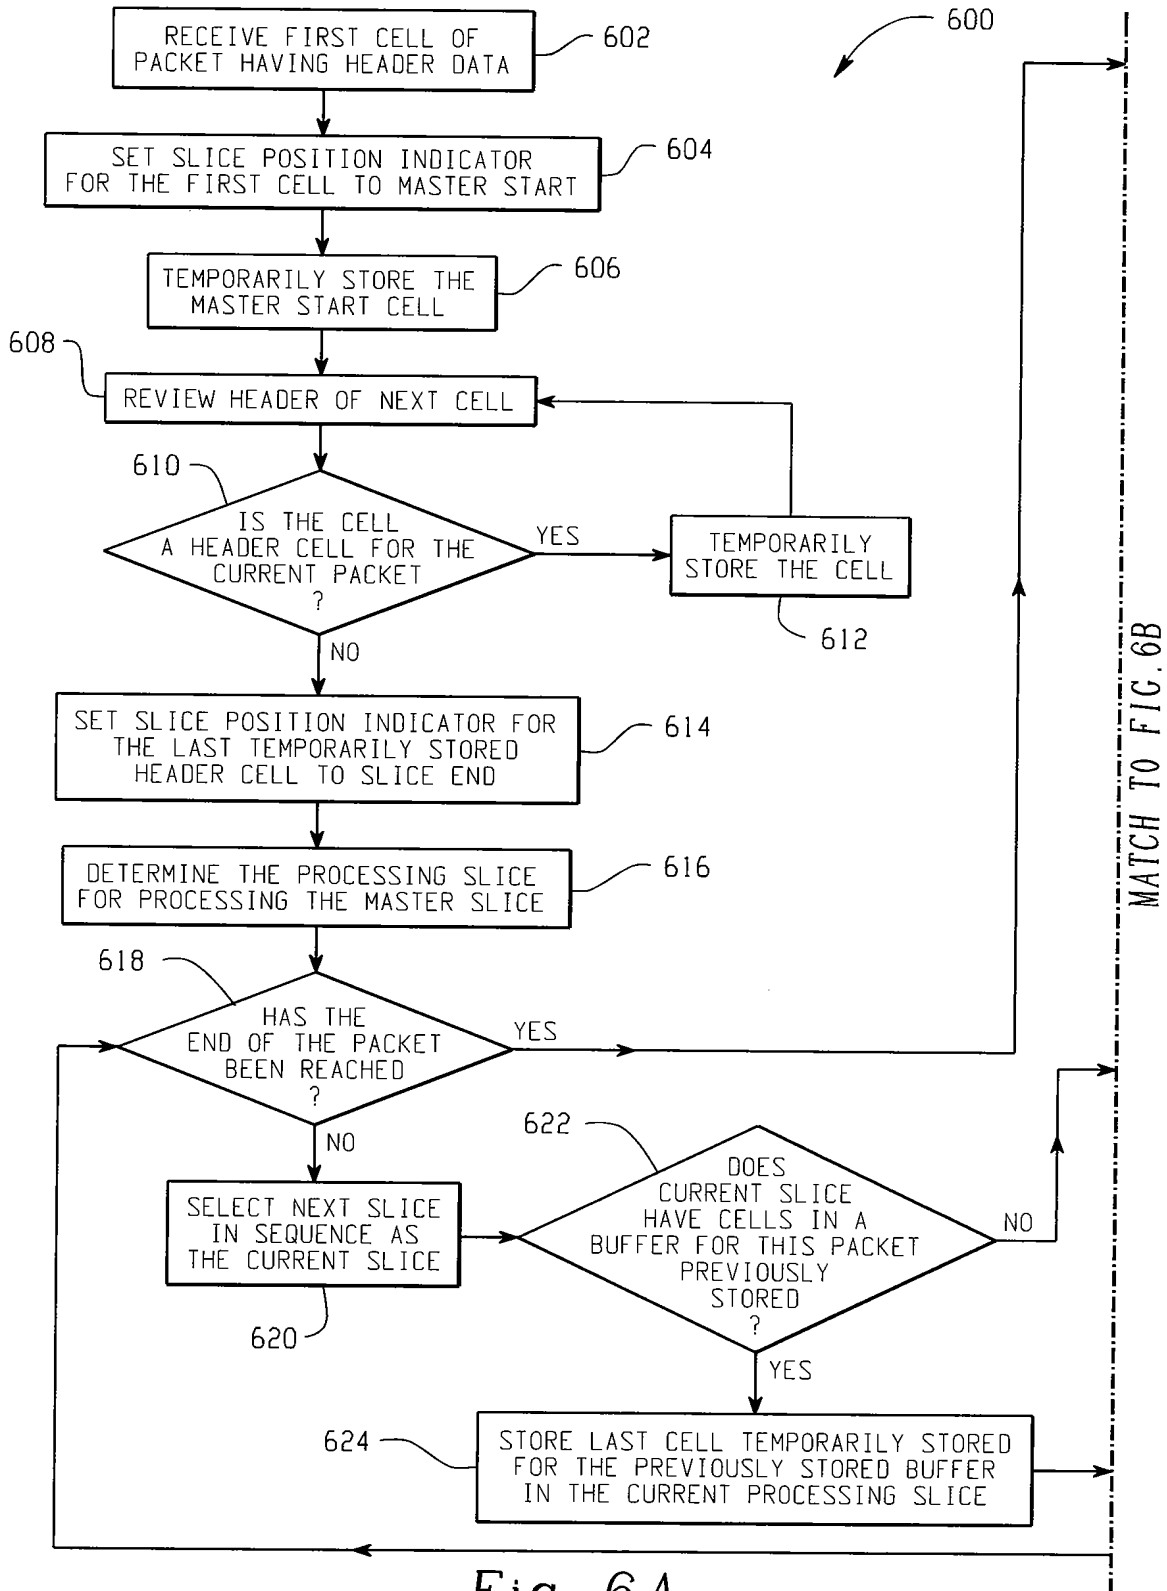 RECEIVE FIRST CELL OF
PACKET HAVING HEADER DATA
602
600
SET SLICE POSITION INDICATOR
FOR THE FIRST CELL TO MASTER START
604
TEMPORARILY STORE THE
MASTER START CELL
606
608
REVIEW HEADER OF NEXT CELL
610
IS THE CELL
A HEADER CELL FOR THE
CURRENT PACKET
?
YES
TEMPORARILY
STORE THE CELL
612
NO
SET SLICE POSITION INDICATOR FOR
THE LAST TEMPORARILY STORED
HEADER CELL TO SLICE END
614
DETERMINE THE PROCESSING SLICE
FOR PROCESSING THE MASTER SLICE
616
618
HAS THE
END OF THE PACKET
BEEN REACHED
?
YES
NO
SELECT NEXT SLICE
IN SEQUENCE AS
THE CURRENT SLICE
620
622
DOES
CURRENT SLICE
HAVE CELLS IN A
BUFFER FOR THIS PACKET
PREVIOUSLY
STORED
?
NO
YES
624
STORE LAST CELL TEMPORARILY STORED
FOR THE PREVIOUSLY STORED BUFFER
IN THE CURRENT PROCESSING SLICE
MATCH TO FIG.6B
Fig. 6A